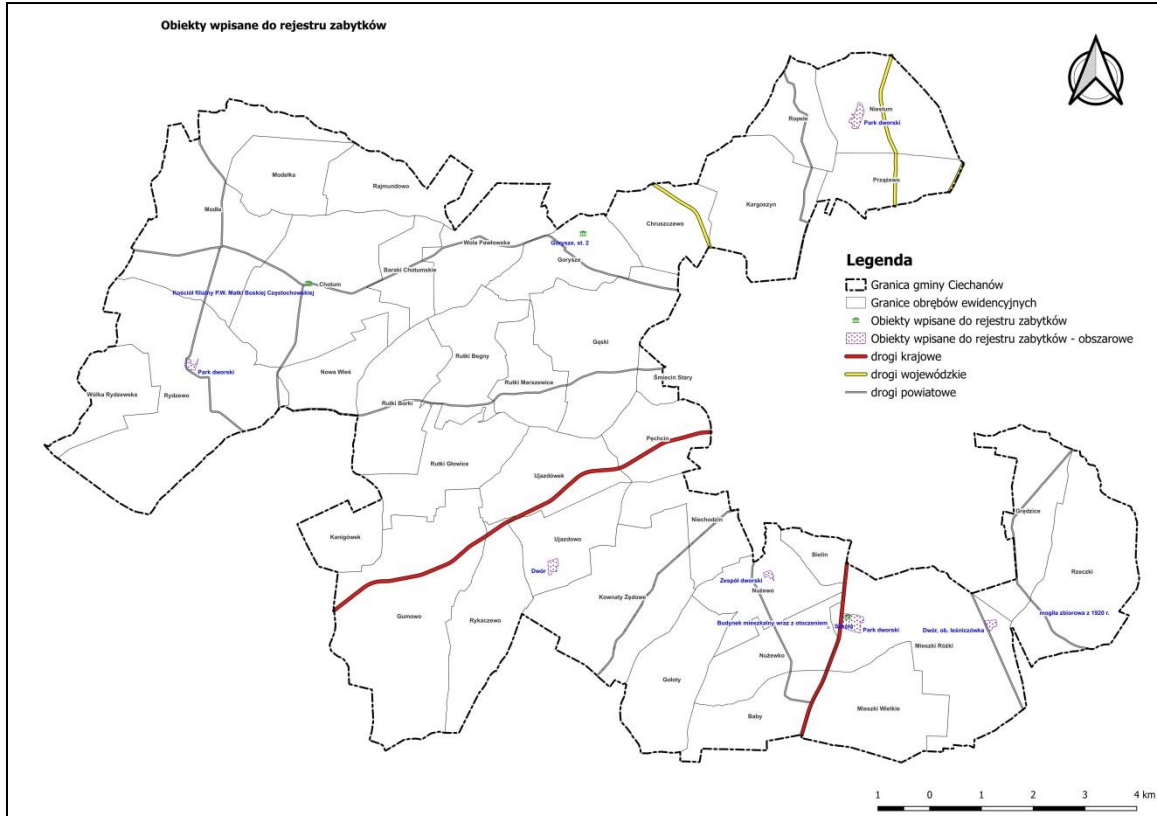 Obiekty wpisane do rejestru zabytków
Niestum
Ropele
Park dworski
Przążewo
Modełka
Rajmundowo
Modła
Kargoszyn
Chruszczewo
Gorysze, st. 2
Wola Pawłowska
Gorysze
Baraki Chotumskie
Chotum
Kościół filialny P.W. Matki Boskiej Częstochowskiej
Legenda
Granica gminy Ciechanów
Granice obrębów ewidencyjnych
Obiekty wpisane do rejestru zabytków
Obiekty wpisane do rejestru zabytków - obszarowe
drogi krajowe
drogi wojewódzkie
drogi powiatowe
Gąski
Rutki Begny
Nowa Wieś
Park dworski
Śmiecin Stary
Rutki Marszewice
Wólka Rydzewska
Rydzewo
Rutki Borki
Pęchcin
Rutki Głowice
Ujazdówek
Niechodzin
Grędzice
Kanigówek
Ujazdowo
Bielin
Dwór
Rzeczki
Zespół dworski
Nużewo
Kownaty Żędowe
Gumowo
Rykaczewo
mogiła zbiorowa z 1920 r.
Budynek mieszkalny wraz z otoczeniem
Szkoła
Park dworski
Dwór, ob. leśniczówka
Mieszki Różki
Nużewko
Gołoty
Mieszki Wielkie
Baby
1 0 1 2 3 4 km